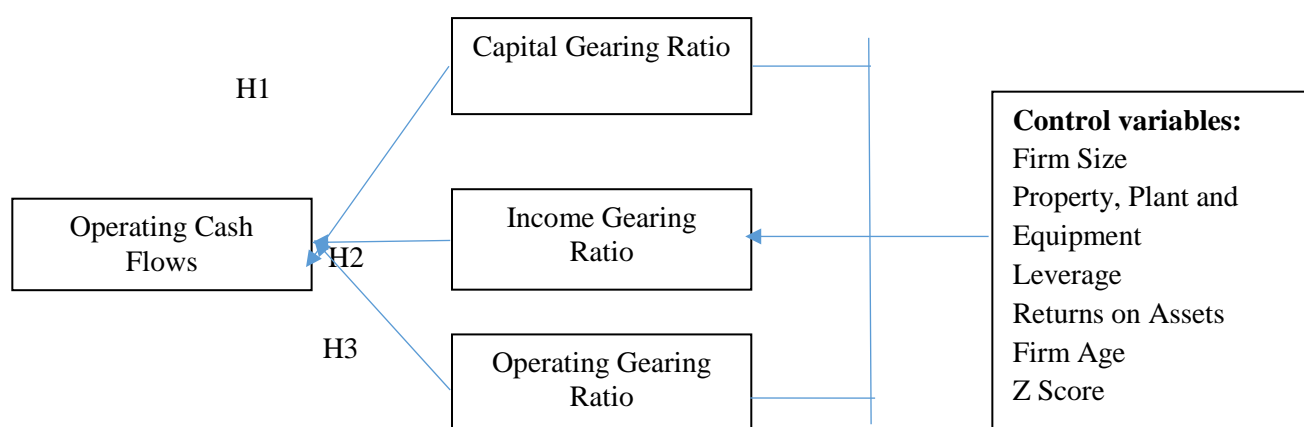 Capital Gearing Ratio
H1
Control variables:
Firm Size
Property, Plant and
Equipment
Leverage
Returns on Assets
Firm Age
Z Score
Operating Cash
Flows
Income Gearing
Ratio
H2
H3
Operating Gearing
Ratio